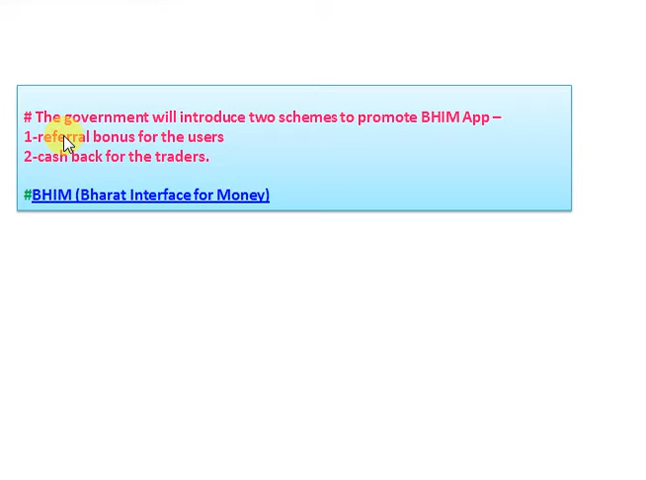 # The government will introduce two schemes to promote BHIM App –
1-referral bonus for the users
2-cash back for the traders.
#BHIM (Bharat Interface for Money)